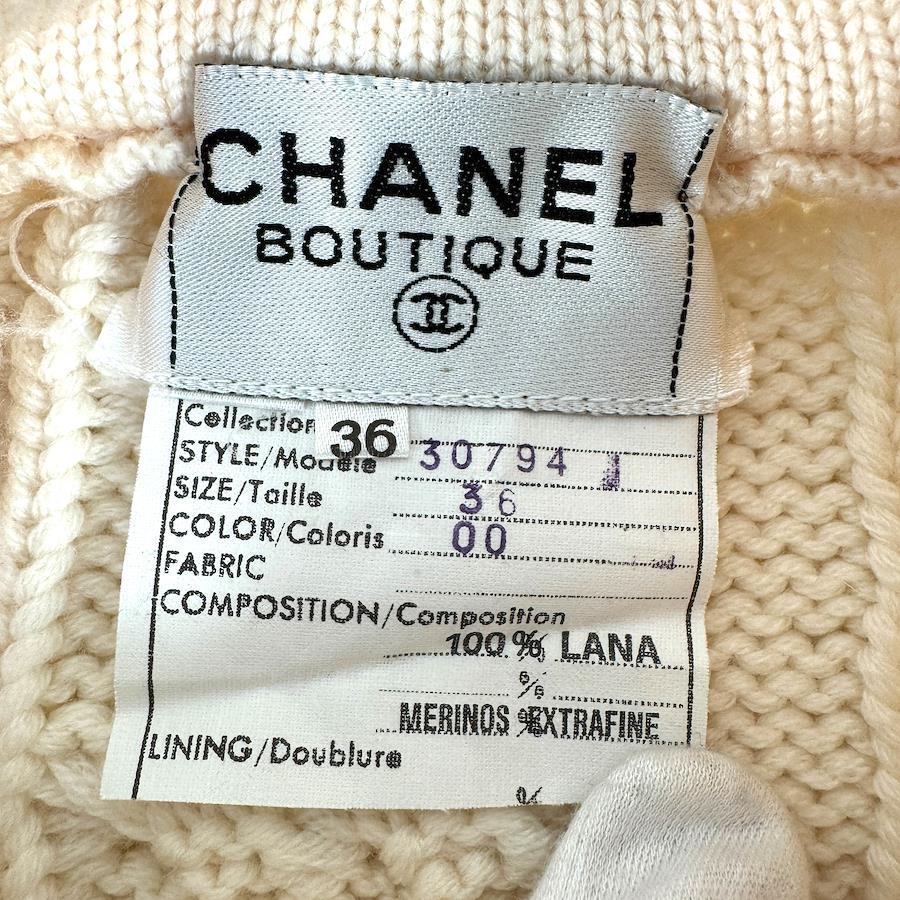 CHANEL
BOUTIQUE
Collection
36
STYLE/Modèle 30794
SIZE/Taille 36
COLOR/Coloris 00
FABRIC
COMPOSITION/Composition
100% LANA
%
MERINOS % EXTRAFINE
LINING/Doublure
%